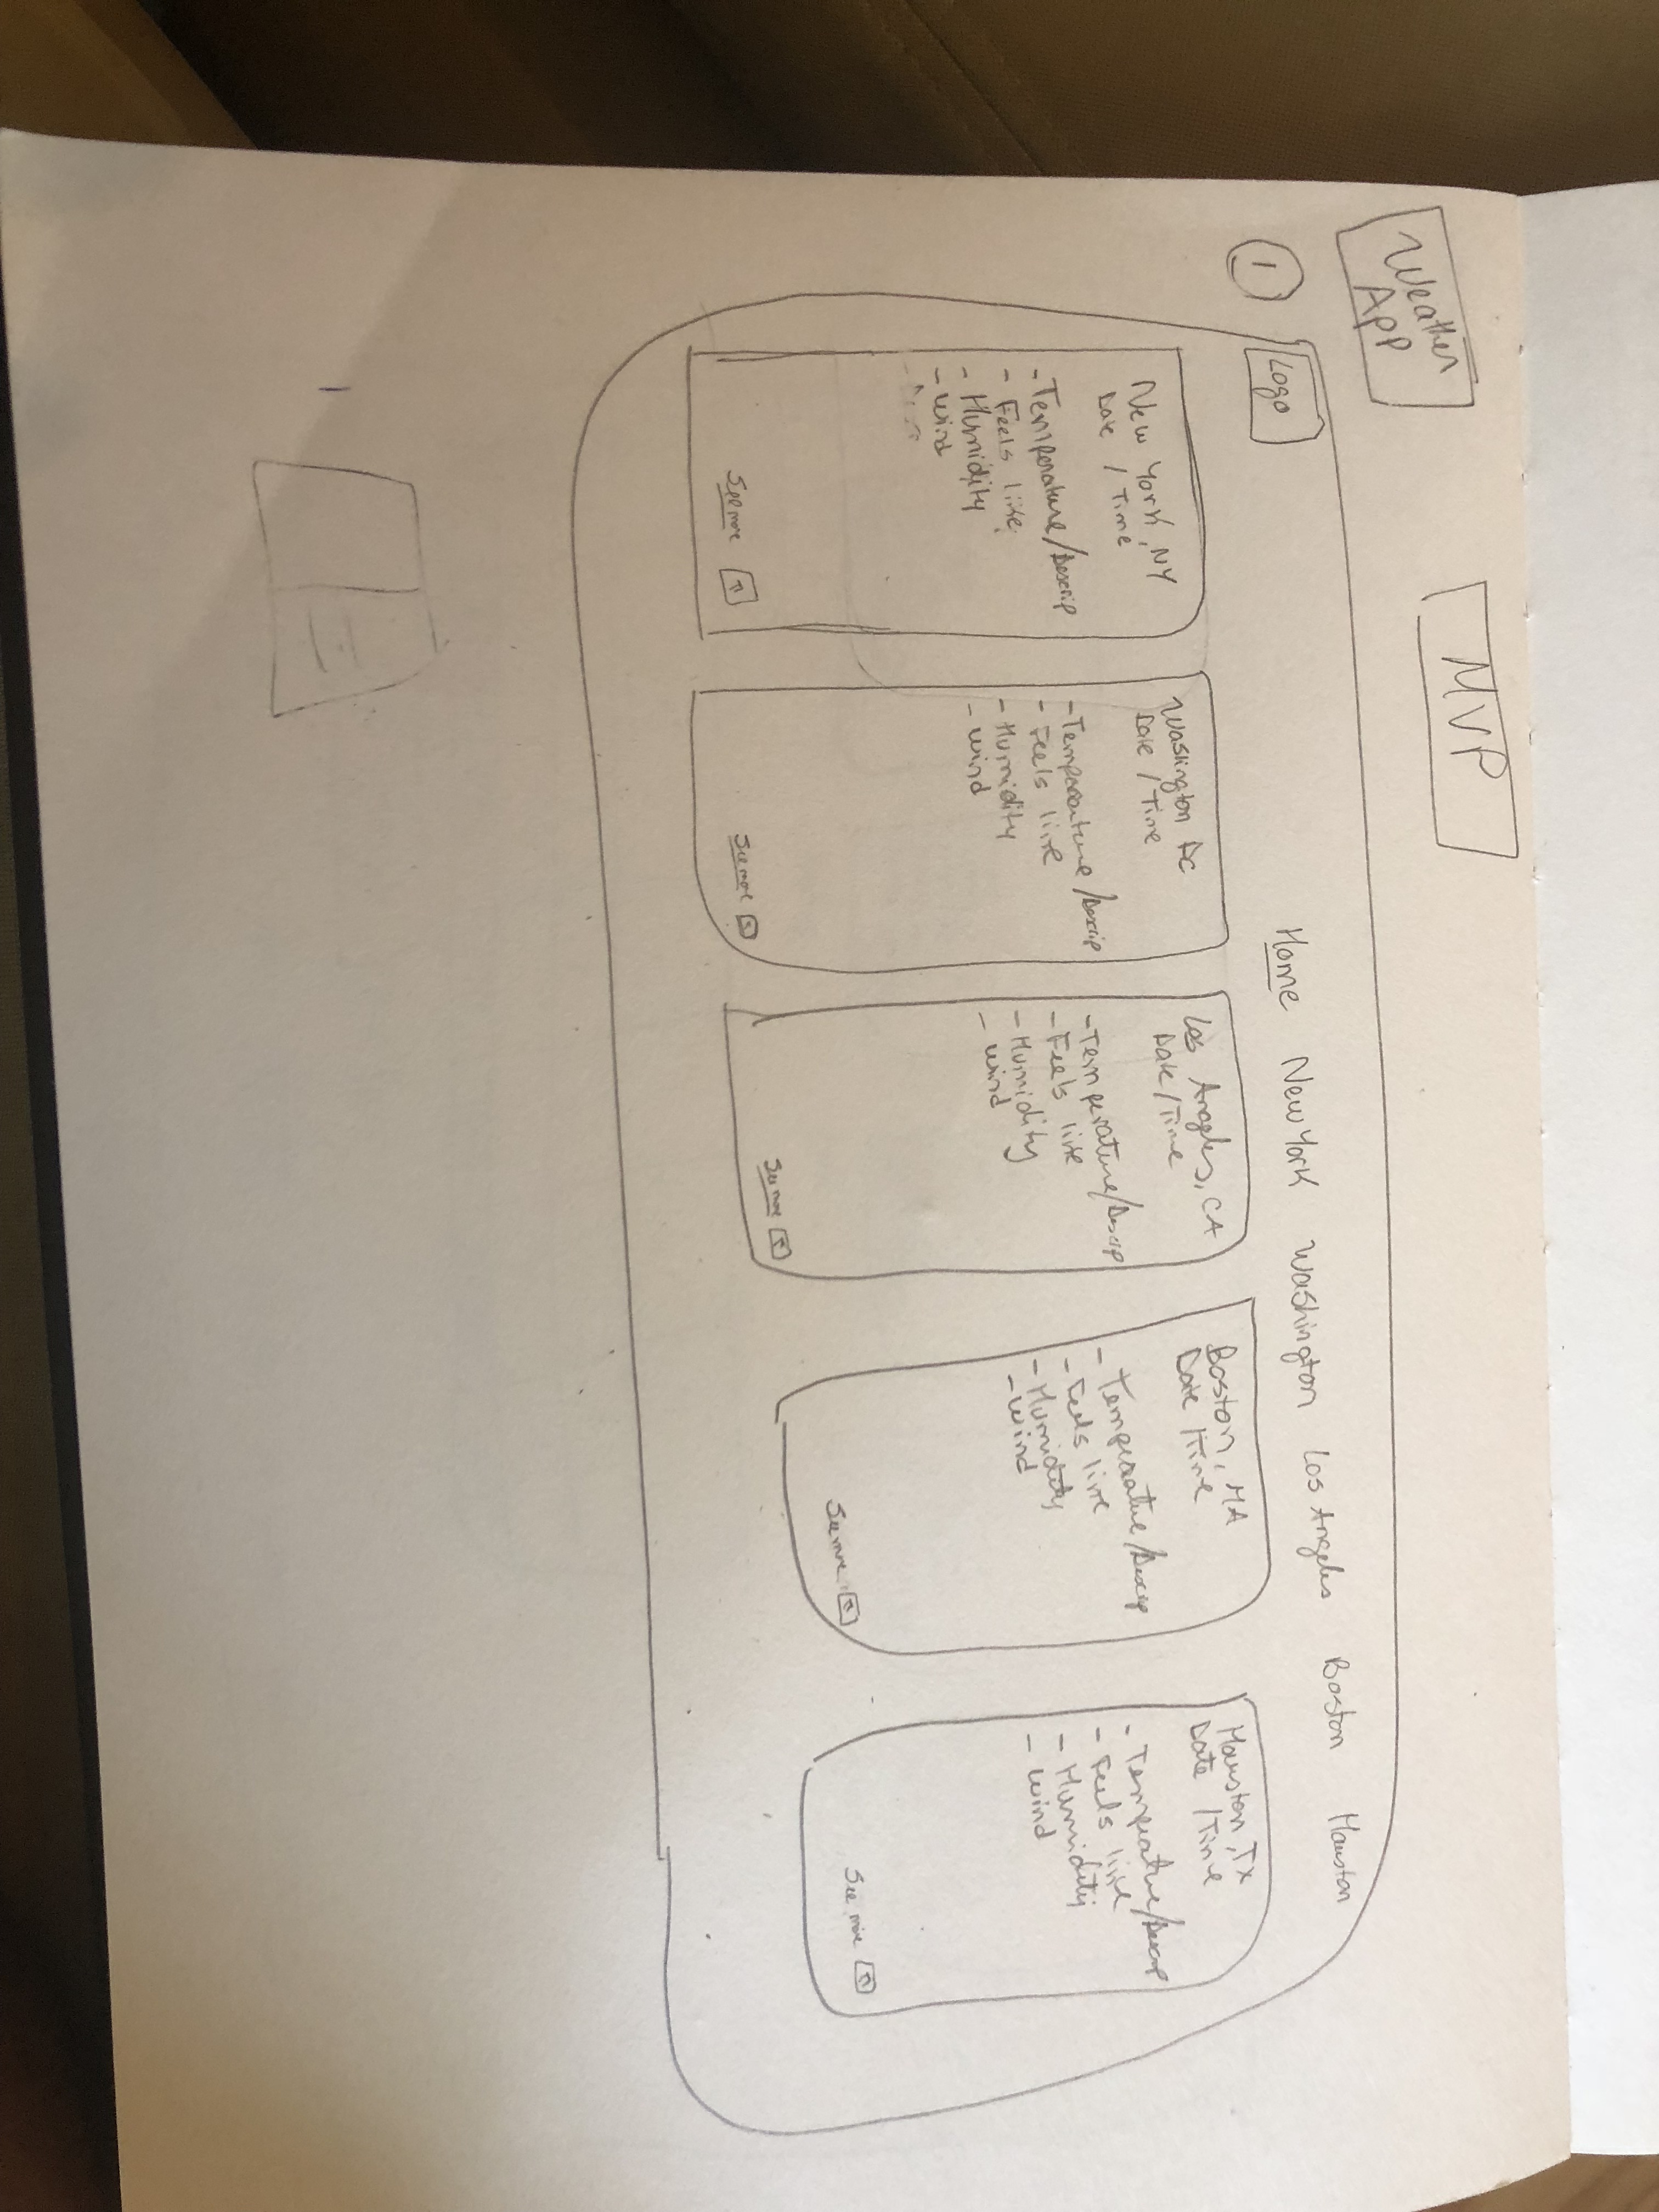 Weather
App
MVP
1
Logo
Home New York Washington Los Angeles Boston Houston
New York, NY
Date / Time
- Temperature/Descrip
- Feels like
- Humidity
- Wind
See more
Washington DC
Date / Time
- Temperature/Descrip
- Feels like
- Humidity
- Wind
See more
Los Angeles, CA
Date/Time
- Temperature/Descrip
- Feels like
- Humidity
- Wind
See more
Boston, MA
Date Time
- Temperature/Descrip
- Feels like
- Humidity
- Wind
See more
Houston, TX
Date /Time
- Temperature/Descrip
- Feels like
- Humidity
- Wind
See more